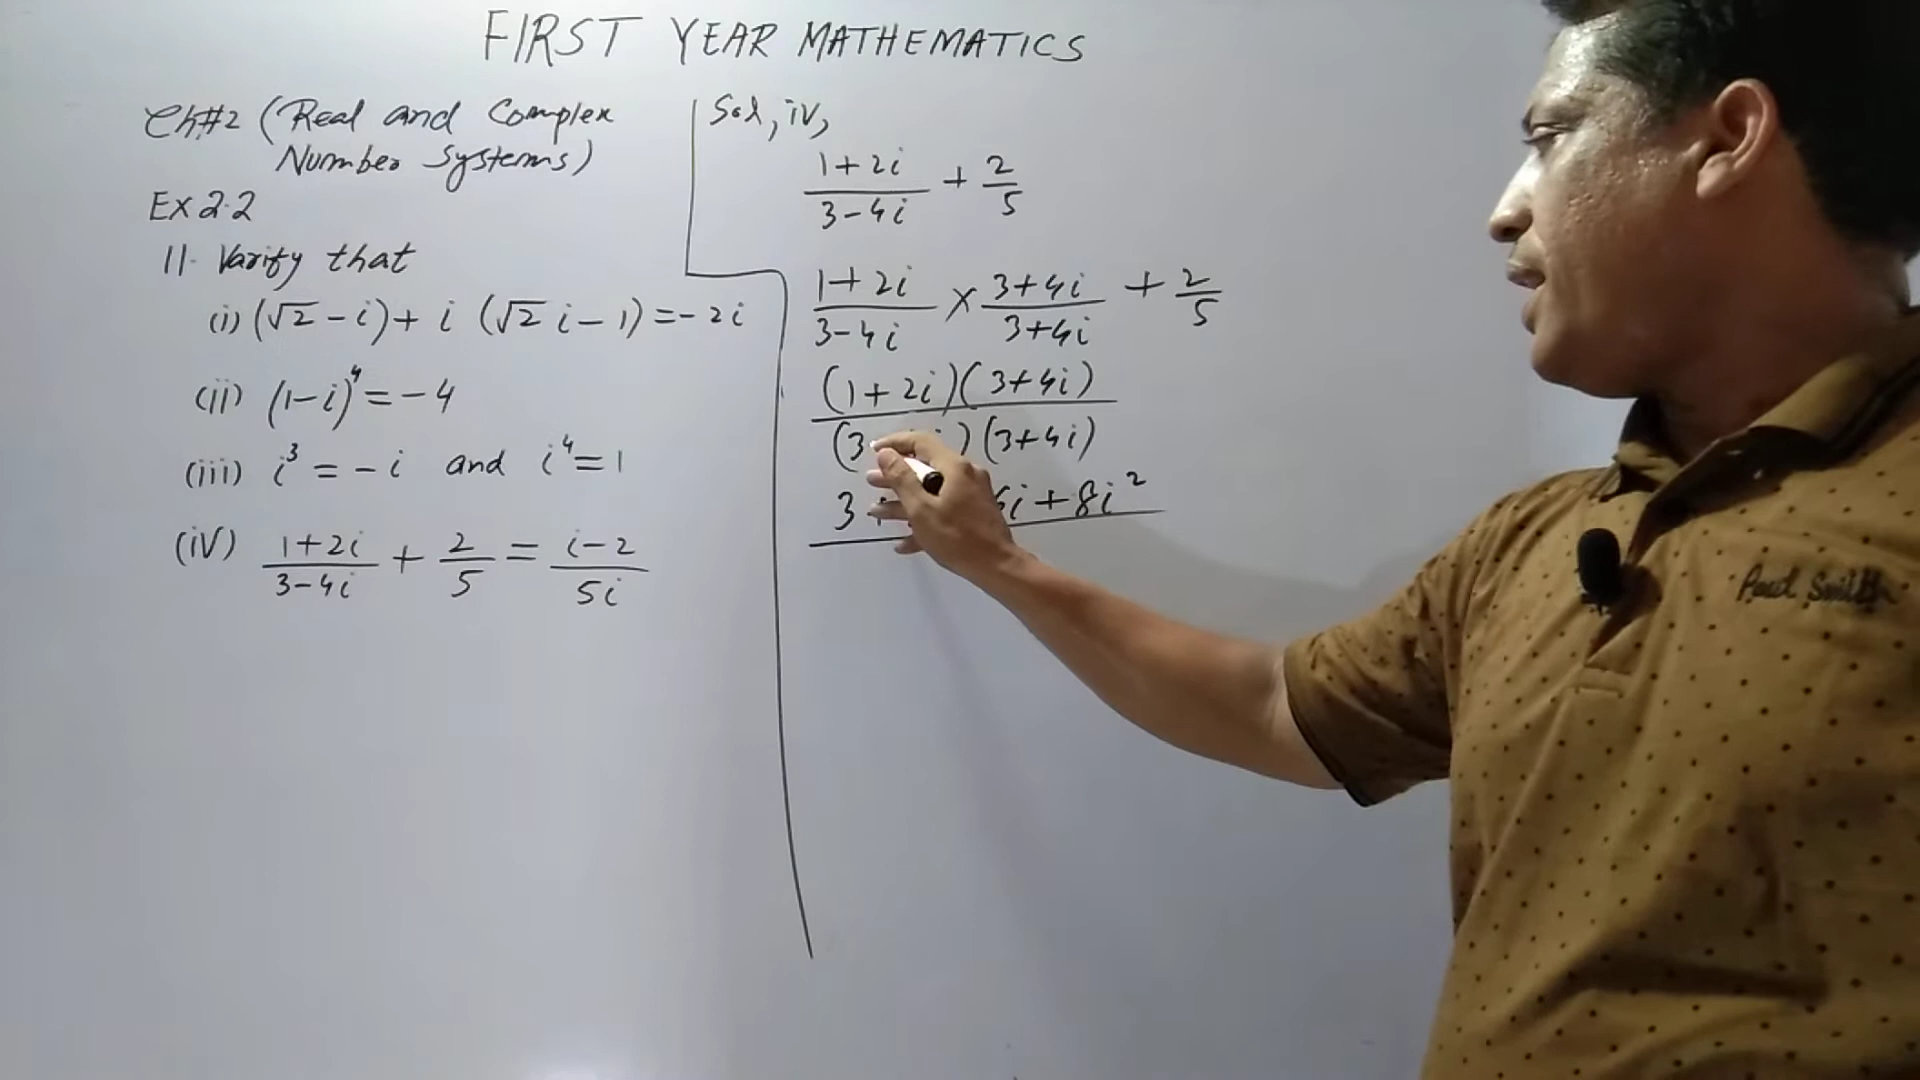 FIRST YEAR MATHEMATICS
Ch#2 (Real and Complex
Number Systems)
Ex 2.2
11. Varify that
(i) (√2 - i) + i (√2 i - 1) = - 2i
(ii) (1 - i)⁴ = - 4
(iii) i³ = - i and i⁴ = 1
(iv) (1 + 2i)/(3 - 4i) + 2/5 = (i - 2)/(5i)
Sol, iv,
(1 + 2i)/(3 - 4i) + 2/5
(1 + 2i)/(3 - 4i) × (3 + 4i)/(3 + 4i) + 2/5
(1 + 2i)(3 + 4i)
(3 ) (3 + 4i)
3 + i + 8i²
Paul Smith